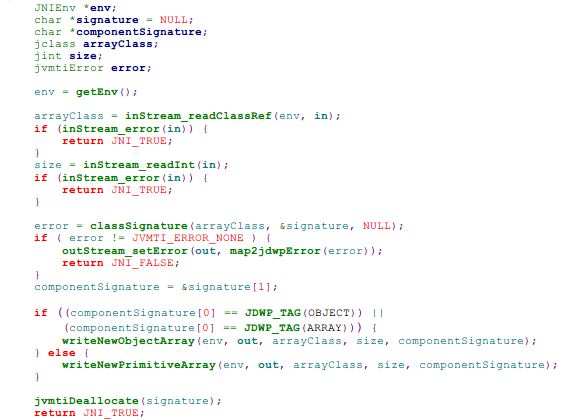 JNIEnv *env;
char *signature = NULL;
char *componentSignature;
jclass arrayClass;
jint size;
jvmtiError error;
env = getEnv();
arrayClass = inStream_readClassRef(env, in);
if (inStream_error(in)) {
return JNI_TRUE;
}
size = inStream_readInt(in);
if (inStream_error(in)) {
return JNI_TRUE;
}
error = classSignature(arrayClass, &signature, NULL);
if ( error != JVMTI_ERROR_NONE ) {
outStream_setError(out, map2jdwpError(error));
return JNI_FALSE;
}
componentSignature = &signature[1];
if ((componentSignature[0] == JDWP_TAG(OBJECT)) ||
(componentSignature[0] == JDWP_TAG(ARRAY))) {
writeNewObjectArray(env, out, arrayClass, size, componentSignature);
} else {
writeNewPrimitiveArray(env, out, arrayClass, size, componentSignature);
}
jvmtiDeallocate(signature);
return JNI_TRUE;